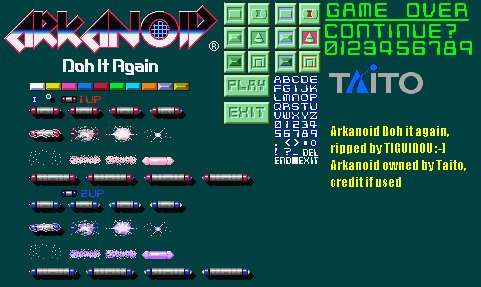 ARKANOID®
Doh It Again
1UP
2UP
PLAY
EXIT
ABCDE
FGIJK
LMNOP
QRSTU
VWXYZ
01234
56789
GAME OVER
CONTINUE?
0123456789
TAITO
Arkanoid Doh it again,
ripped by TIGUIDOU :-]
Arkanoid owned by Taito,
credit if used
- < > ●
; ? _ DEL
END EXIT